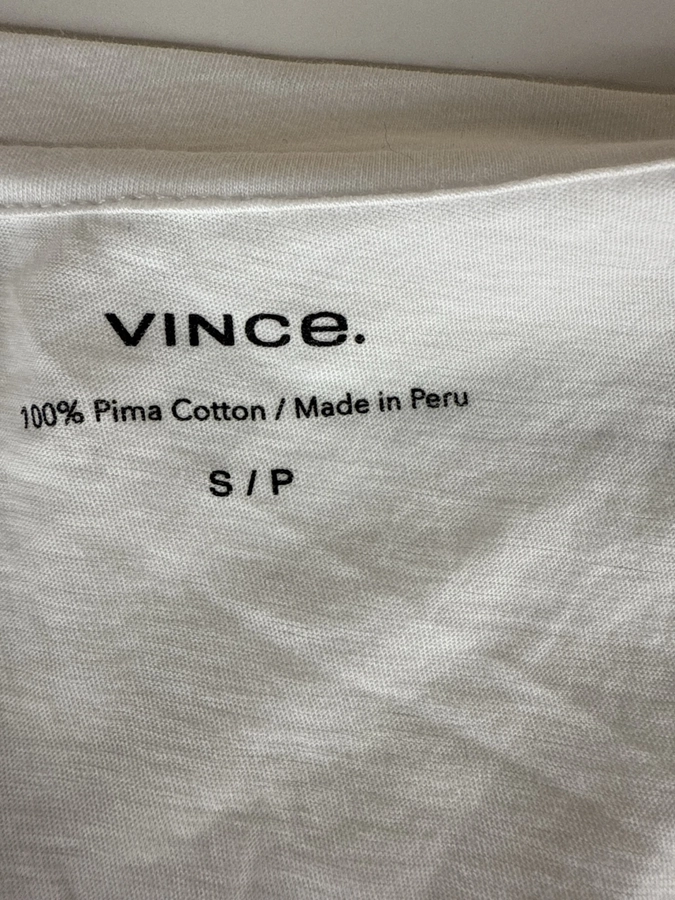 VINCE.
100% Pima Cotton / Made in Peru
S / P